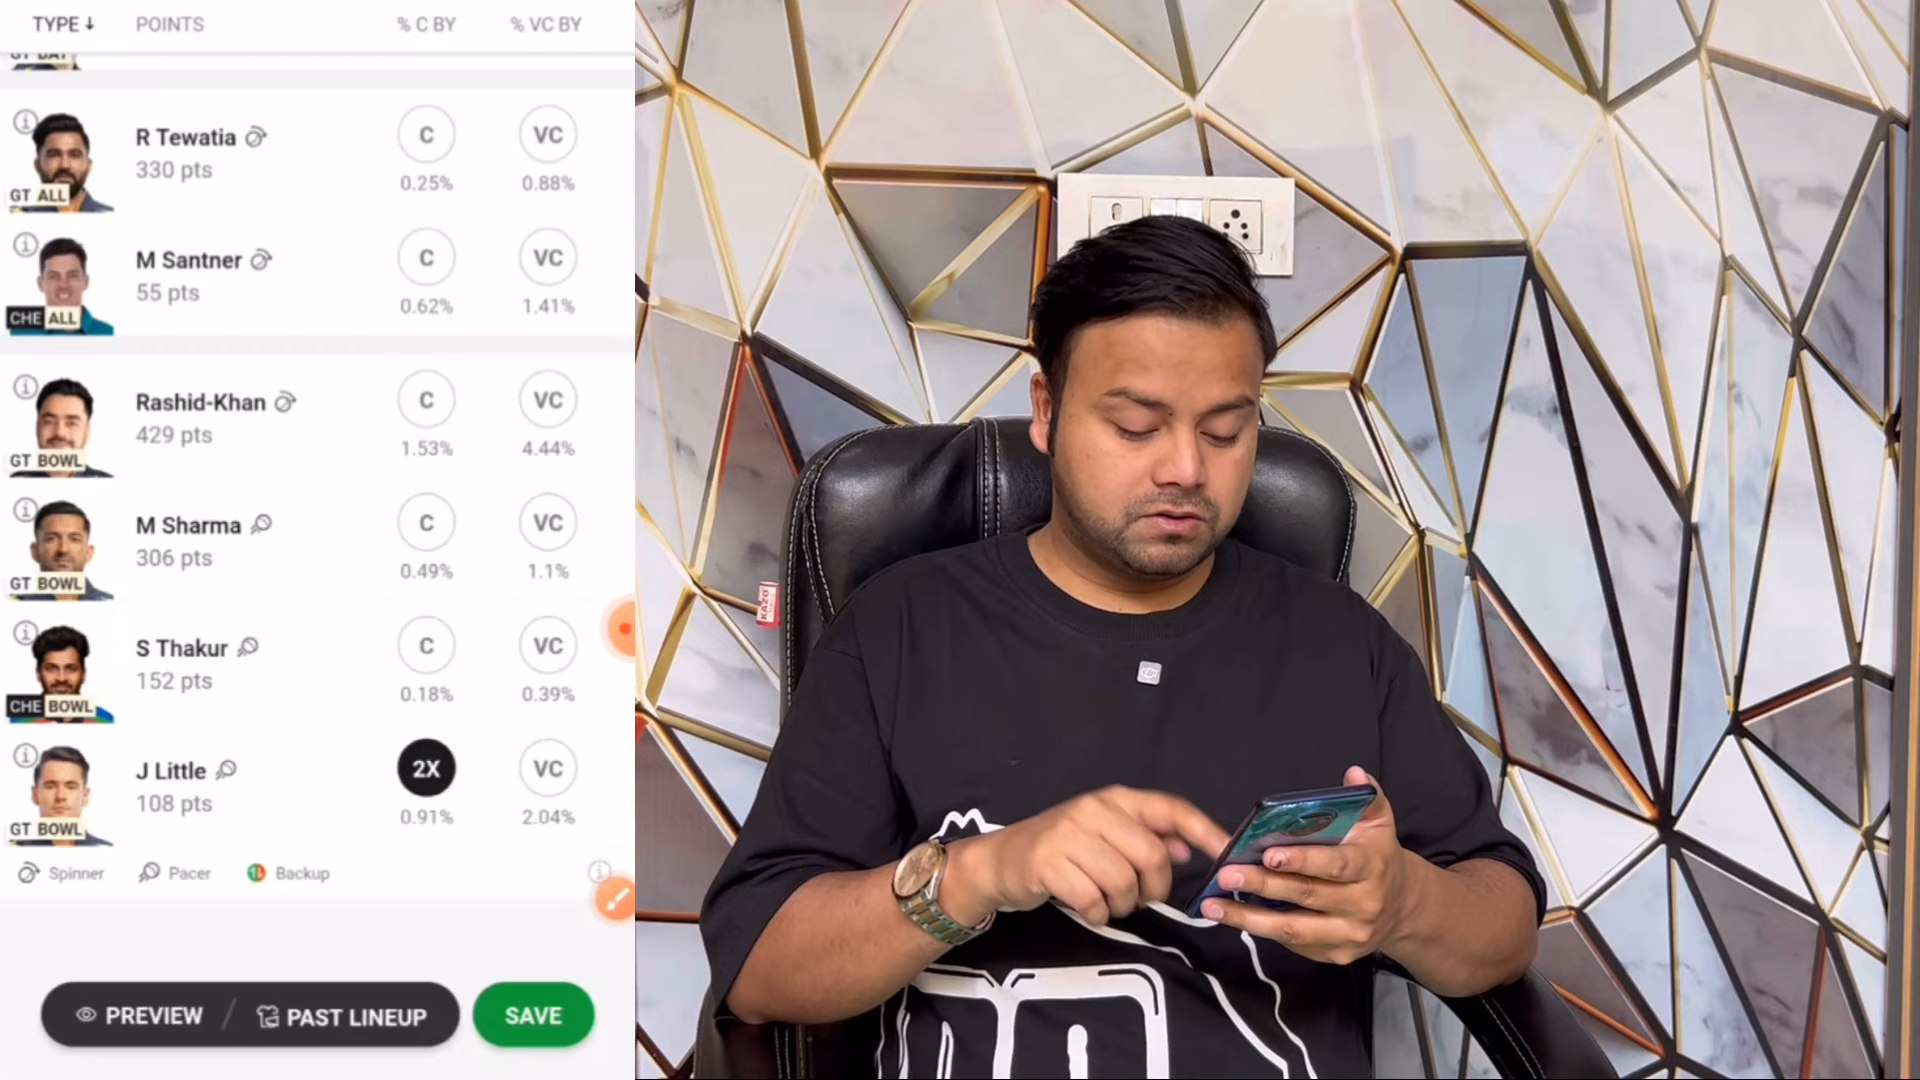 TYPE POINTS % C BY % VC BY
GT BAT
R Tewatia C VC
330 pts
GT ALL 0.25% 0.88%
M Santner C VC
55 pts
CHE ALL 0.62% 1.41%
Rashid-Khan C VC
429 pts
GT BOWL 1.53% 4.44%
M Sharma C VC
306 pts
GT BOWL 0.49% 1.1%
S Thakur C VC
152 pts
CHE BOWL 0.18% 0.39%
J Little 2X VC
108 pts
GT BOWL 0.91% 2.04%
Spinner Pacer Backup
PREVIEW / PAST LINEUP SAVE
KAZO